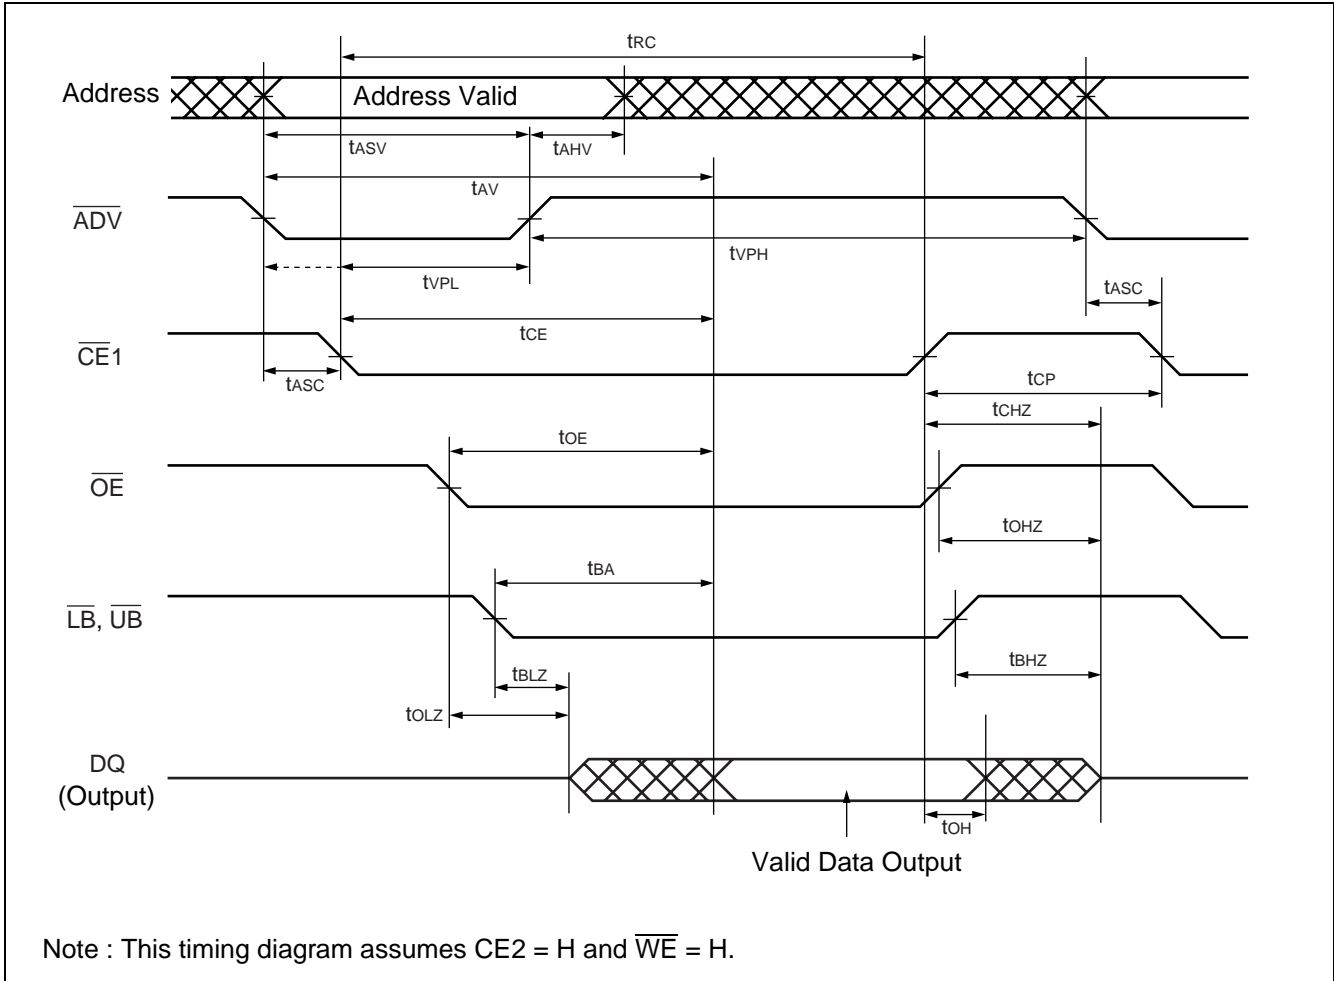 tRC
Address
Address Valid
tASV
tAHV
tAV
ADV
tVPH
tVPL
tASC
tCE
CE1
tASC
tCP
tCHZ
tOE
OE
tOHZ
tBA
LB, UB
tBHZ
tBLZ
tOLZ
DQ
(Output)
tOH
Valid Data Output
Note : This timing diagram assumes CE2 = H and WE = H.